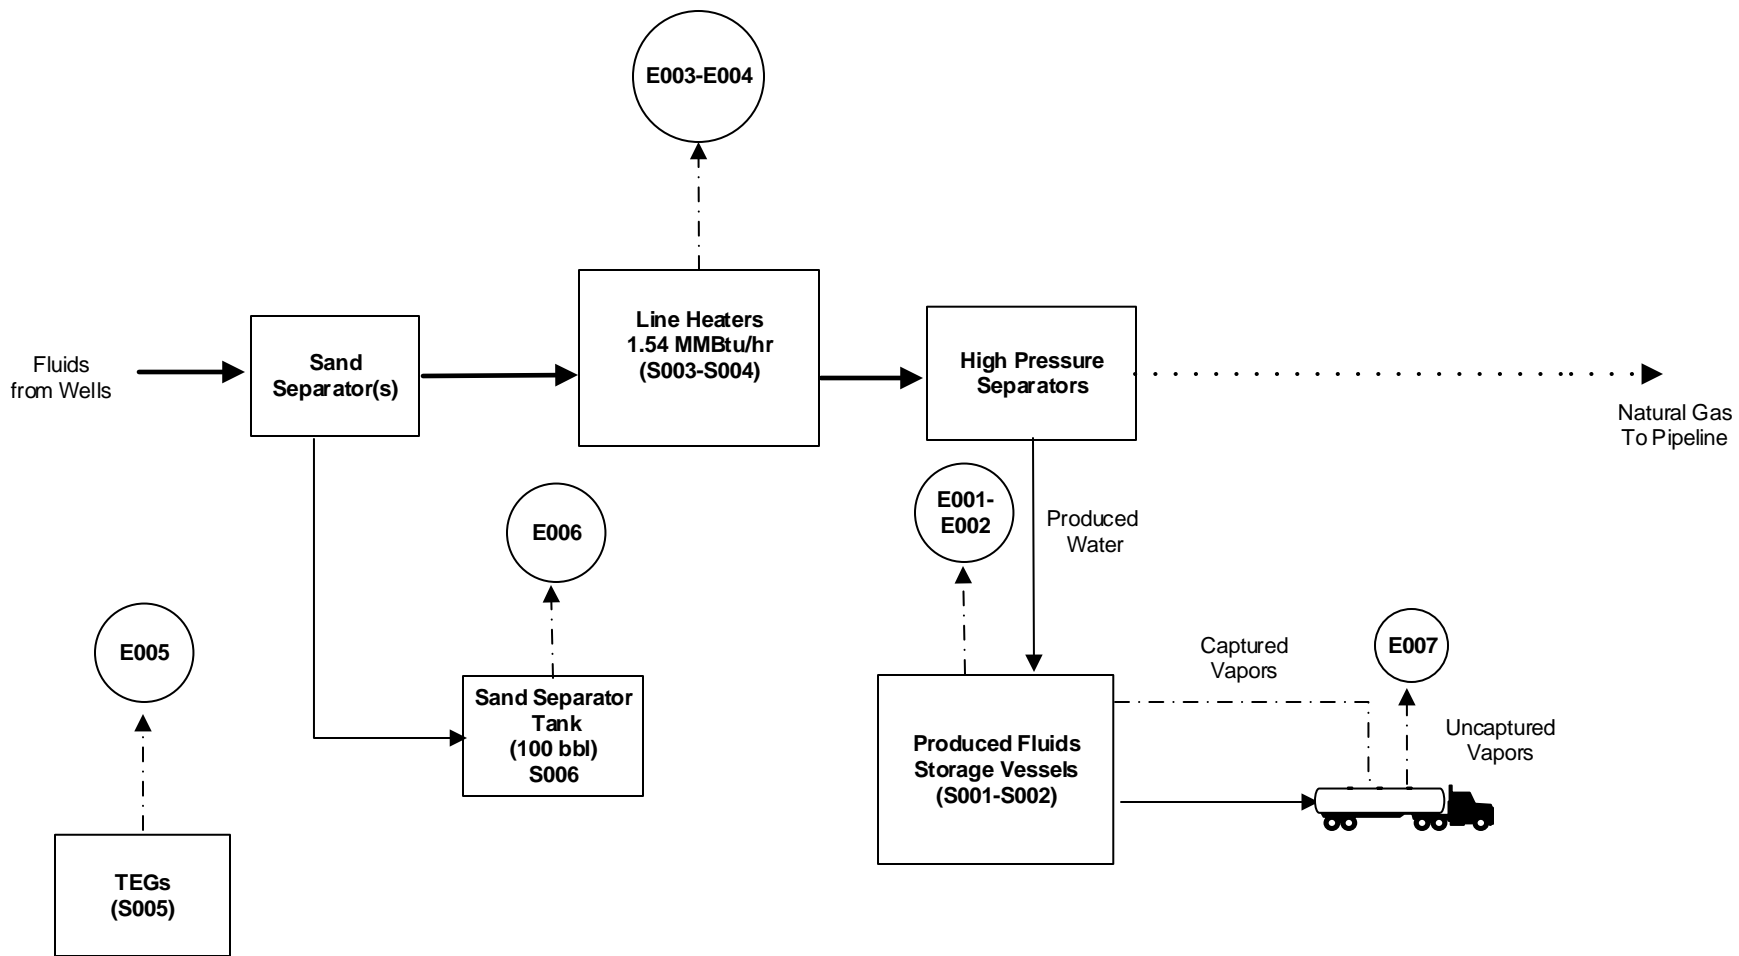 E003-E004
Fluids
from Wells
Sand
Separator(s)
Line Heaters
1.54 MMBtu/hr
(S003-S004)
High Pressure
Separators
Natural Gas
To Pipeline
E001-
E002
Produced
Water
E006
E005
Sand Separator
Tank
(100 bbl)
S006
Captured
Vapors
E007
Uncaptured
Vapors
Produced Fluids
Storage Vessels
(S001-S002)
TEGs
(S005)